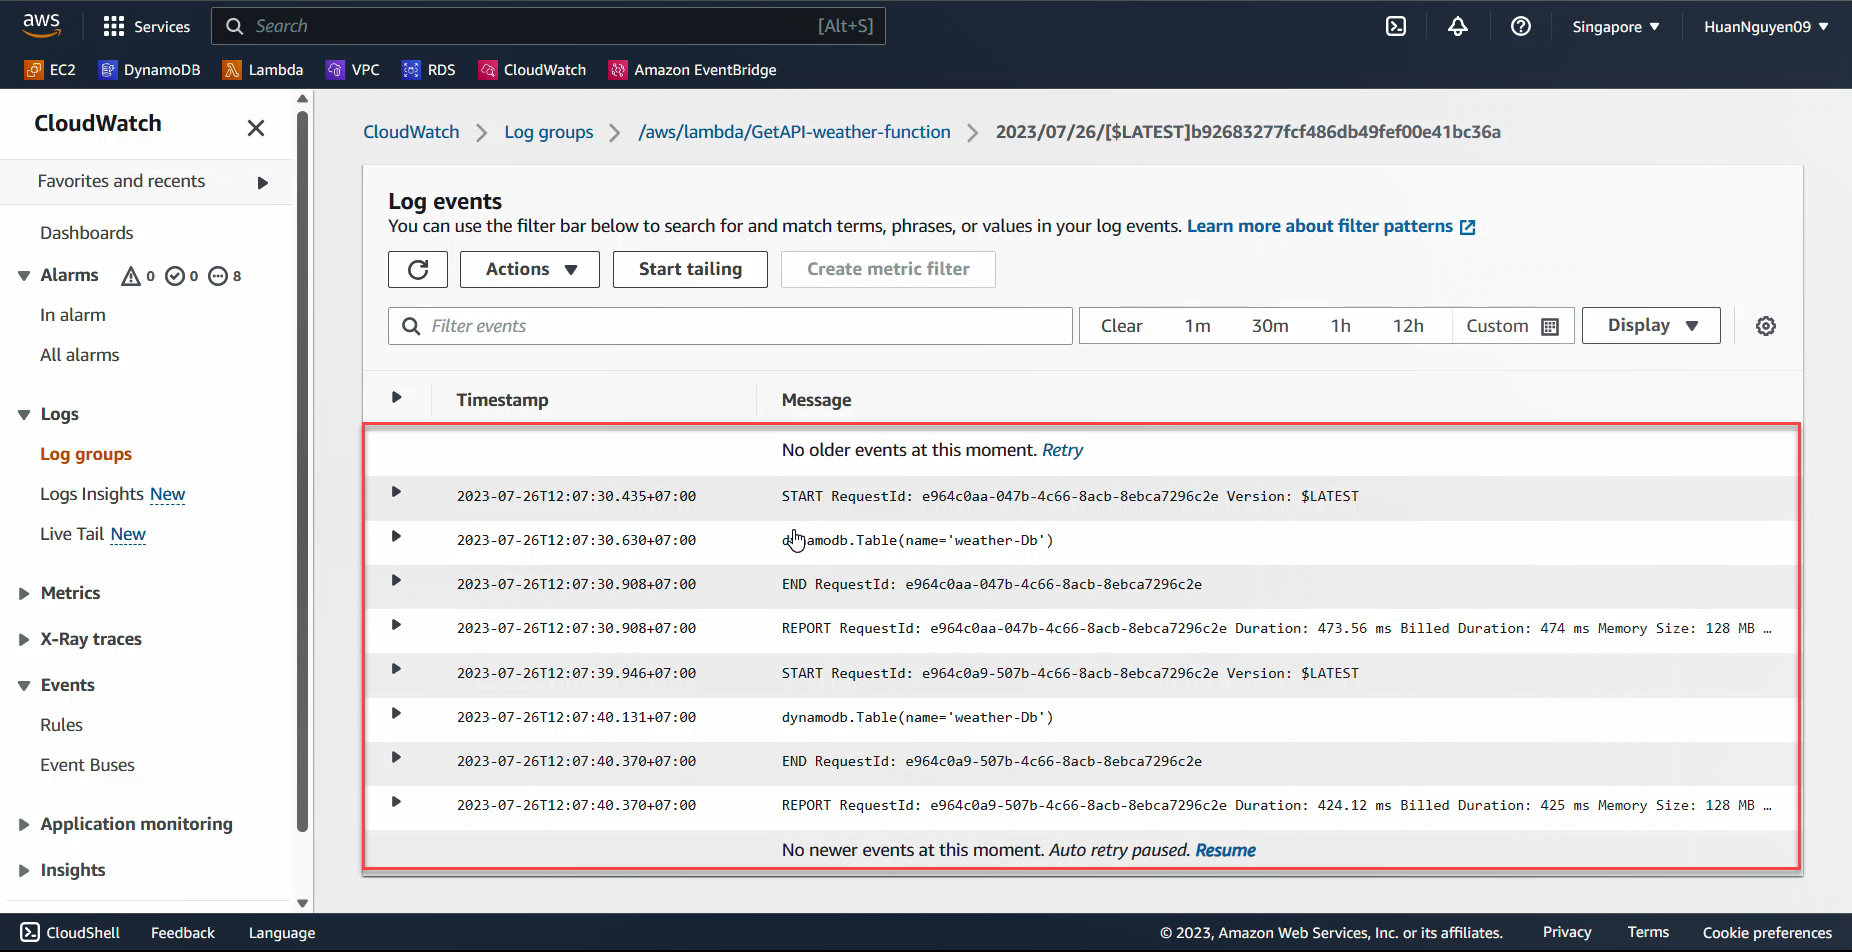 aws Services Search [Alt+S] Singapore HuanNguyen09
EC2 DynamoDB Lambda VPC RDS CloudWatch Amazon EventBridge
CloudWatch
Favorites and recents
Dashboards
Alarms 0 0 8
In alarm
All alarms
Logs
Log groups
Logs Insights New
Live Tail New
Metrics
X-Ray traces
Events
Rules
Event Buses
Application monitoring
Insights
CloudWatch Log groups /aws/lambda/GetAPI-weather-function 2023/07/26/[$LATEST]b92683277fcf486db49fef00e41bc36a
Log events
You can use the filter bar below to search for and match terms, phrases, or values in your log events. Learn more about filter patterns
Actions Start tailing Create metric filter
Filter events Clear 1m 30m 1h 12h Custom Display
Timestamp Message
No older events at this moment. Retry
2023-07-26T12:07:30.435+07:00 START RequestId: e964c0aa-047b-4c66-8acb-8ebca7296c2e Version: $LATEST
2023-07-26T12:07:30.630+07:00 dynamodb.Table(name='weather-Db')
2023-07-26T12:07:30.908+07:00 END RequestId: e964c0aa-047b-4c66-8acb-8ebca7296c2e
2023-07-26T12:07:30.908+07:00 REPORT RequestId: e964c0aa-047b-4c66-8acb-8ebca7296c2e Duration: 473.56 ms Billed Duration: 474 ms Memory Size: 128 MB …
2023-07-26T12:07:39.946+07:00 START RequestId: e964c0a9-507b-4c66-8acb-8ebca7296c2e Version: $LATEST
2023-07-26T12:07:40.131+07:00 dynamodb.Table(name='weather-Db')
2023-07-26T12:07:40.370+07:00 END RequestId: e964c0a9-507b-4c66-8acb-8ebca7296c2e
2023-07-26T12:07:40.370+07:00 REPORT RequestId: e964c0a9-507b-4c66-8acb-8ebca7296c2e Duration: 424.12 ms Billed Duration: 425 ms Memory Size: 128 MB …
No newer events at this moment. Auto retry paused. Resume
CloudShell Feedback Language © 2023, Amazon Web Services, Inc. or its affiliates. Privacy Terms Cookie preferences